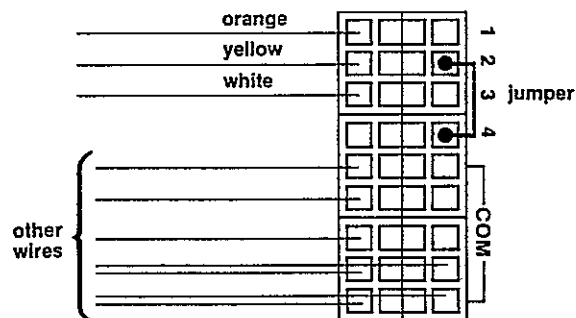 orange
1
yellow
2
white
3
jumper
4
COM
other
wires